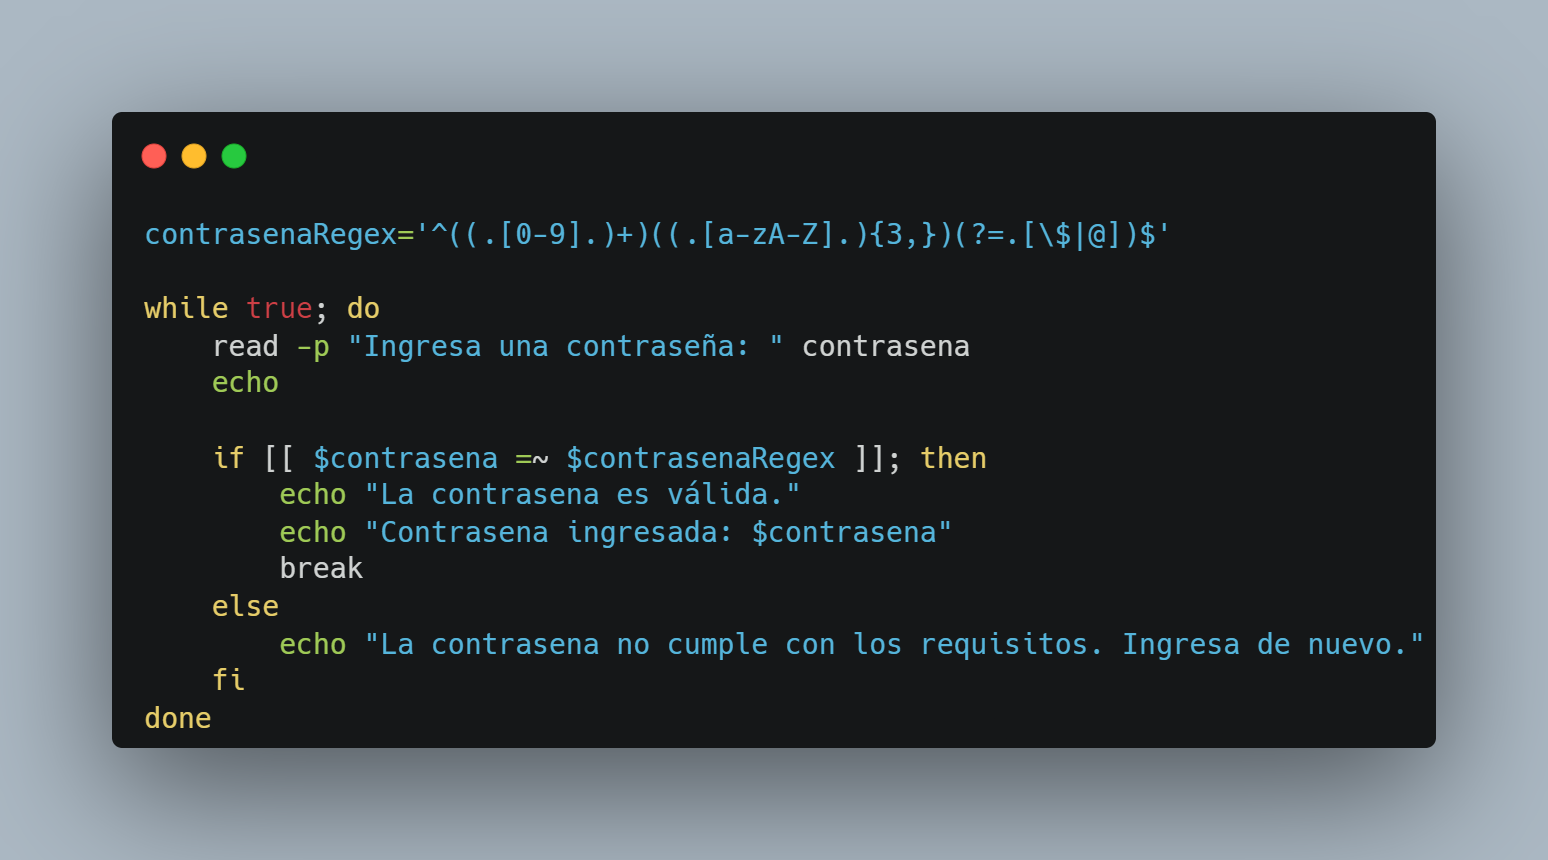 contrasenaRegex='^((.[0-9].)+)((.[a-zA-Z].){3,})(?=.[\$|@])$'
while true; do
    read -p "Ingresa una contraseña: " contrasena
    echo
    if [[ $contrasena =~ $contrasenaRegex ]]; then
        echo "La contrasena es válida."
        echo "Contrasena ingresada: $contrasena"
        break
    else
        echo "La contrasena no cumple con los requisitos. Ingresa de nuevo."
    fi
done